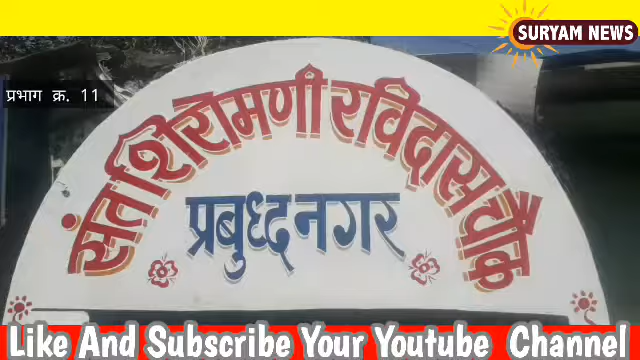 SURYAM NEWS
प्रभाग क्र. 11
संत शिरोमणी रविदास चौक
प्रबुध्द नगर
Like And Subscribe Your Youtube Channel